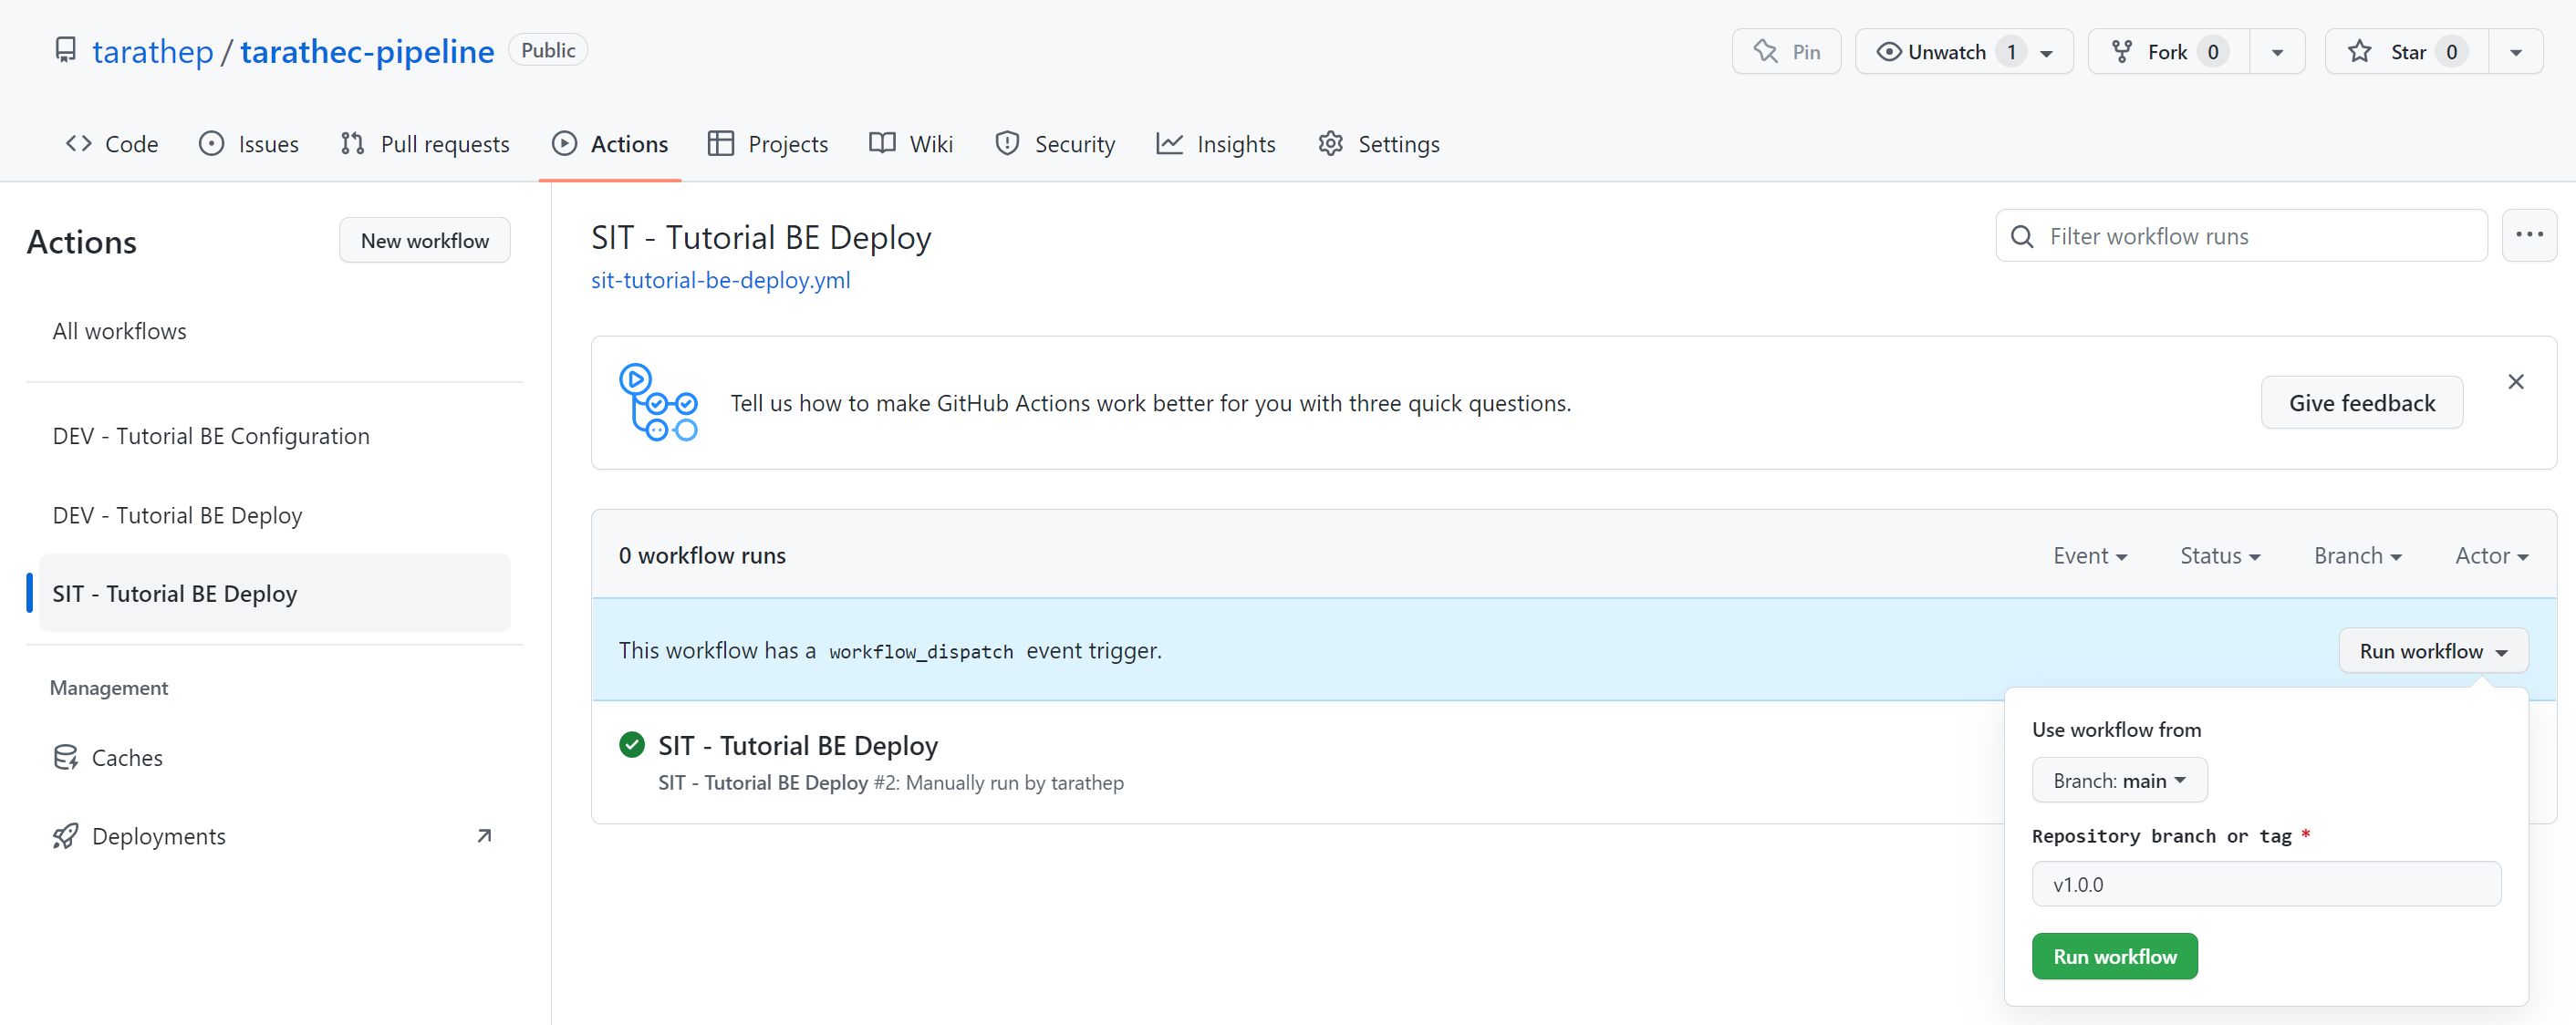 tarathep / tarathec-pipeline Public
Pin
Unwatch 1
Fork 0
Star 0
Code
Issues
Pull requests
Actions
Projects
Wiki
Security
Insights
Settings
Actions
New workflow
All workflows
DEV - Tutorial BE Configuration
DEV - Tutorial BE Deploy
SIT - Tutorial BE Deploy
Management
Caches
Deployments
SIT - Tutorial BE Deploy
sit-tutorial-be-deploy.yml
Filter workflow runs
Tell us how to make GitHub Actions work better for you with three quick questions.
Give feedback
0 workflow runs
Event
Status
Branch
Actor
This workflow has a workflow_dispatch event trigger.
Run workflow
SIT - Tutorial BE Deploy
SIT - Tutorial BE Deploy #2: Manually run by tarathep
Use workflow from
Branch: main
Repository branch or tag *
v1.0.0
Run workflow